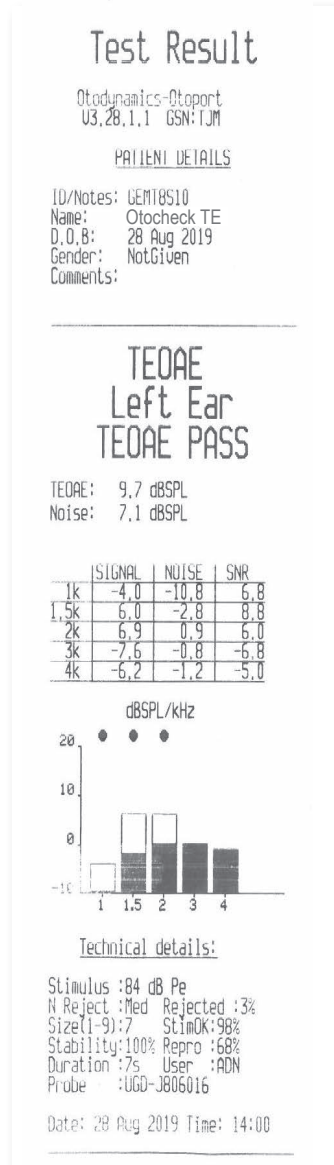 Test Result
Otodynamics-Otoport
V3.28.1.1 GSN:TJM
PATIENT DETAILS
ID/Notes: GEMT8S10
Name: Otocheck TE
D.O.B: 28 Aug 2019
Gender: NotGiven
Comments:
TEOAE
Left Ear
TEOAE PASS
TEOAE: 9.7 dBSPL
Noise: 7.1 dBSPL
SIGNAL NOISE SNR
1k -4.0 -10.8 6.8
1.5k 6.0 -2.8 8.8
2k 6.9 0.9 6.0
3k -7.6 -0.8 -6.8
4k -6.2 -1.2 -5.0
dBSPL/kHz
20
10
0
-10
1 1.5 2 3 4
Technical details:
Stimulus :84 dB Pe
N Reject :Med Rejected :3%
Size(1-9):7 StimOK:98%
Stability:100% Repro :68%
Duration :7s User :ADN
Probe :UGD-J806016
Date: 28 Aug 2019 Time: 14:00